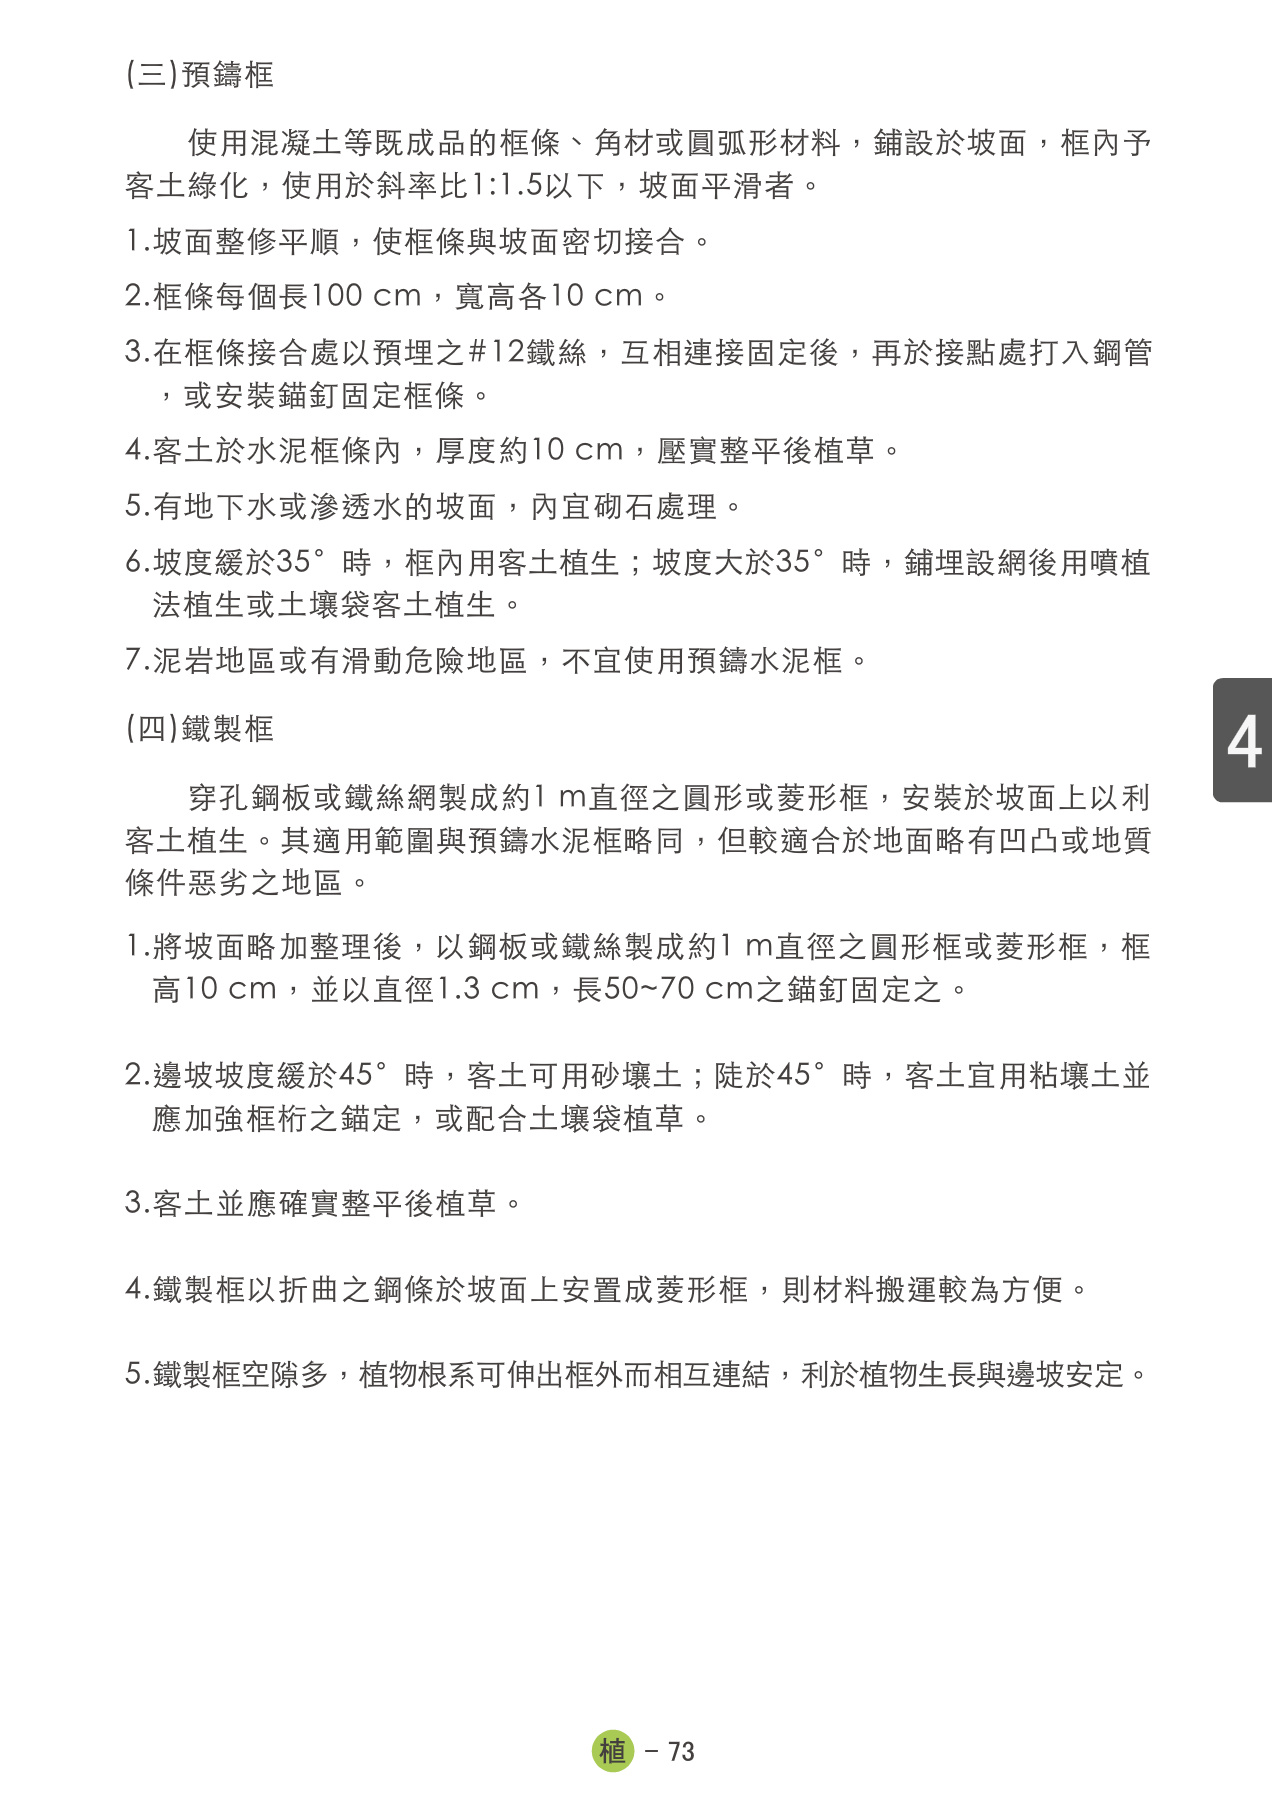 (三)預鑄框
使用混凝土等既成品的框條、角材或圓弧形材料，鋪設於坡面，框內予
客土綠化，使用於斜率比1:1.5以下，坡面平滑者。
1.坡面整修平順，使框條與坡面密切接合。
2.框條每個長100 cm，寬高各10 cm。
3.在框條接合處以預埋之#12鐵絲，互相連接固定後，再於接點處打入鋼管
，或安裝錨釘固定框條。
4.客土於水泥框條內，厚度約10 cm，壓實整平後植草。
5.有地下水或滲透水的坡面，內宜砌石處理。
6.坡度緩於35°時，框內用客土植生；坡度大於35°時，鋪埋設網後用噴植
法植生或土壤袋客土植生。
7.泥岩地區或有滑動危險地區，不宜使用預鑄水泥框。
(四)鐵製框
穿孔鋼板或鐵絲網製成約1 m直徑之圓形或菱形框，安裝於坡面上以利
客土植生。其適用範圍與預鑄水泥框略同，但較適合於地面略有凹凸或地質
條件惡劣之地區。
1.將坡面略加整理後，以鋼板或鐵絲製成約1 m直徑之圓形框或菱形框，框
高10 cm，並以直徑1.3 cm，長50~70 cm之錨釘固定之。
2.邊坡坡度緩於45°時，客土可用砂壤土；陡於45°時，客土宜用粘壤土並
應加強框桁之錨定，或配合土壤袋植草。
3.客土並應確實整平後植草。
4.鐵製框以折曲之鋼條於坡面上安置成菱形框，則材料搬運較為方便。
5.鐵製框空隙多，植物根系可伸出框外而相互連結，利於植物生長與邊坡安定。
4
植 – 73